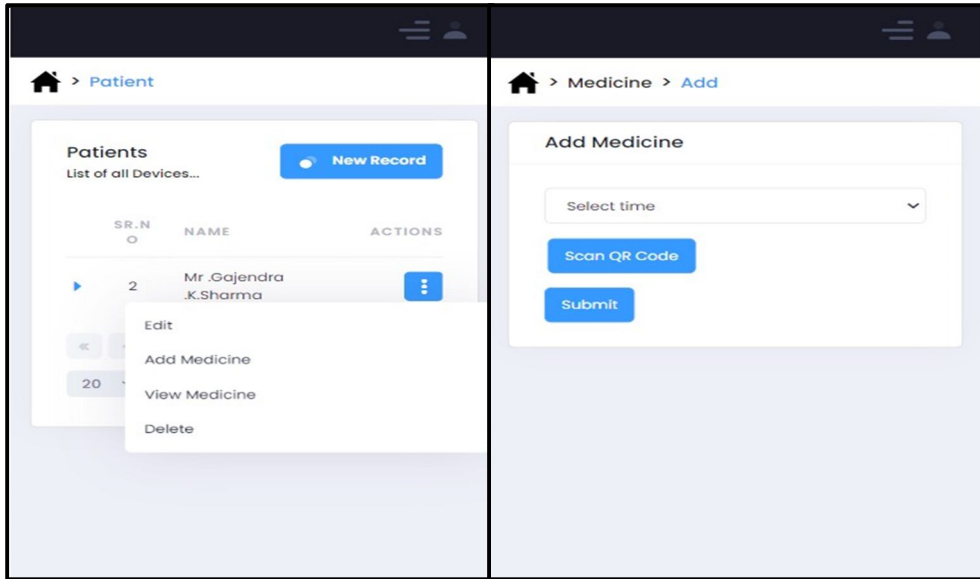 > Patient
Patients
List of all Devices...
New Record
SR.N
O
NAME
ACTIONS
2
Mr .Gajendra
.K.Sharma
Edit
Add Medicine
View Medicine
Delete
«
20
> Medicine > Add
Add Medicine
Select time
Scan QR Code
Submit